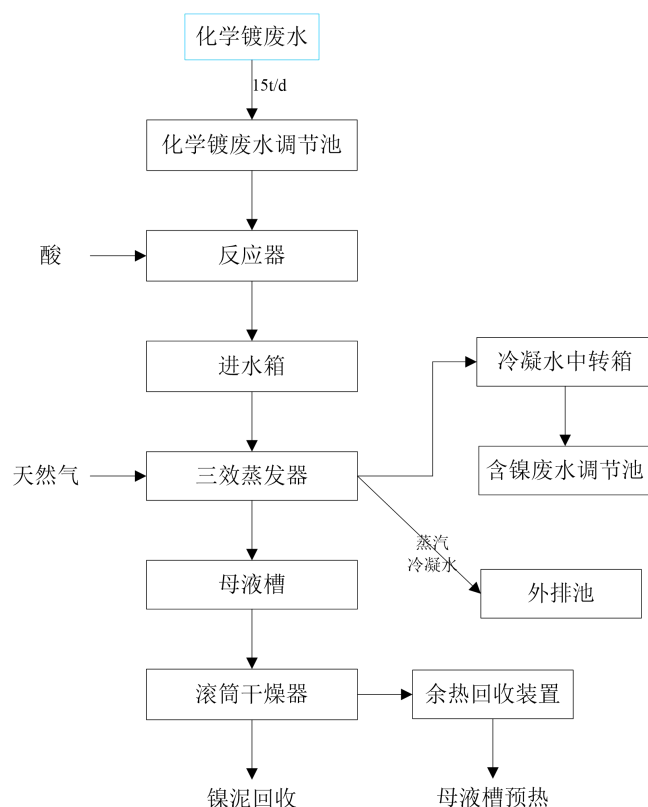 化学镀废水
15t/d
化学镀废水调节池
酸
反应器
进水箱
冷凝水中转箱
天然气
三效蒸发器
含镍废水调节池
蒸汽
冷凝水
母液槽
外排池
滚筒干燥器
余热回收装置
镍泥回收
母液槽预热